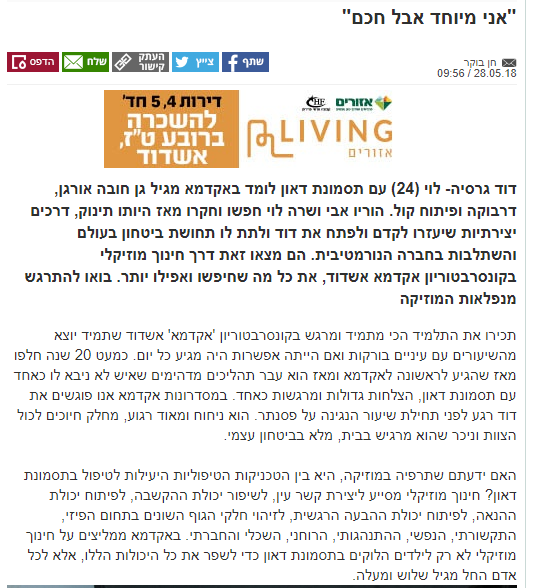 "אני מיוחד אבל חכם"
שתף
צייץ
העתק קישור
שלח
הדפס
חן בוקר
09:56 / 28.05.18
אזורים
LIVING
אזורים
דירות 5,4 חד'
להשכרה
ברובע ט"ז,
אשדוד
דוד גרסיה- לוי (24) עם תסמונת דאון לומד באקדמא מגיל גן חובה אורגן,
דרבוקה ופיתוח קול. הוריו אבי ושרה לוי חפשו וחקרו מאז היותו תינוק, דרכים
יצירתיות שיעזרו לקדם ולפתח את דוד ולתת לו תחושת ביטחון בעולם
והשתלבות בחברה הנורמטיבית. הם מצאו זאת דרך חינוך מוזיקלי
בקונסרבטוריון אקדמא אשדוד, את כל מה שחיפשו ואפילו יותר. בואו להתרגש
מנפלאות המוזיקה
תכירו את התלמיד הכי מתמיד ומרגש בקונסרבטוריון 'אקדמא' אשדוד שתמיד יוצא
מהשיעורים עם עיניים בורקות ואם הייתה אפשרות היה מגיע כל יום. כמעט 20 שנה חלפו
מאז שהגיע לראשונה לאקדמא ומאז הוא עבר תהליכים מדהימים שאיש לא ניבא לו כאחד
עם תסמונת דאון, הצלחות גדולות ומרגשות כאחד. במסדרונות אקדמא אנו פוגשים את
דוד רגע לפני תחילת שיעור הנגינה על פסנתר. הוא ניחוח ומאוד רגוע, מחלק חיוכים לכול
הצוות וניכר שהוא מרגיש בבית, מלא בביטחון עצמי.
האם ידעתם שתרפיה במוזיקה, היא בין הטכניקות הטיפוליות היעילות לטיפול בתסמונת
דאון? חינוך מוזיקלי מסייע ליצירת קשר עין, לשיפור יכולת ההקשבה, לפיתוח יכולת
ההנאה, לפיתוח יכולת ההבעה הרגשית, לזיהוי חלקי הגוף השונים בתחום הפיזי,
התקשורתי, הנפשי, ההתנהגותי, הרוחני, השכלי והחברתי. באקדמא ממליצים על חינוך
מוזיקלי לא רק לילדים הלוקים בתסמונת דאון כדי לשפר את כל היכולות הללו, אלא לכל
אדם החל מגיל שלוש ומעלה.